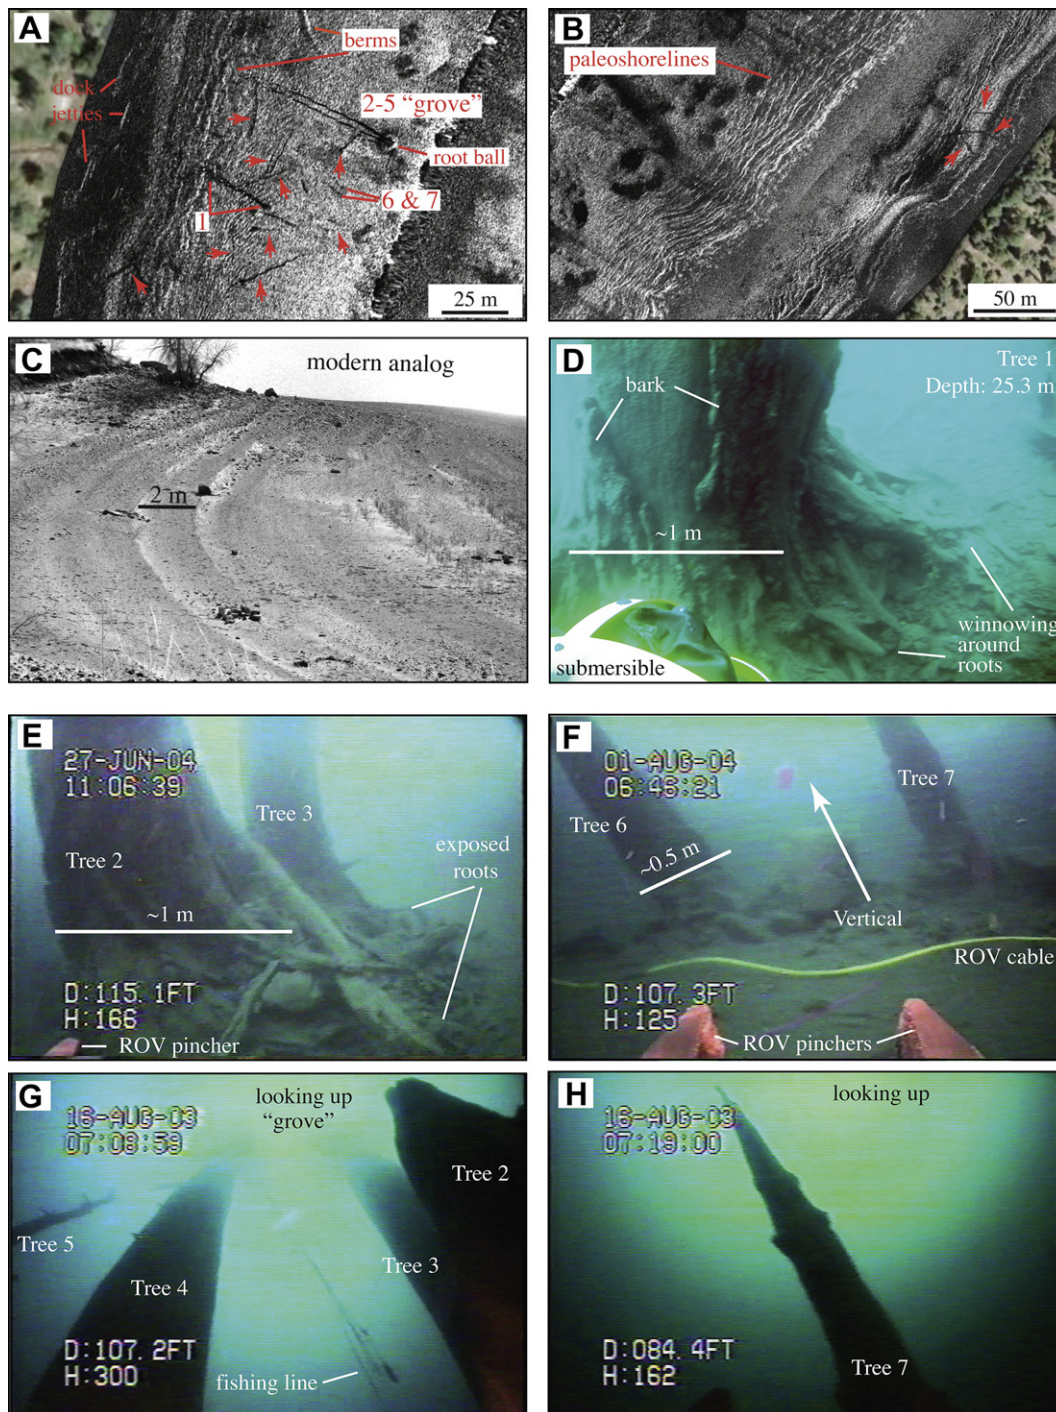 A
berms
dock
jetties
2-5 “grove”
root ball
1
6 & 7
25 m
B
paleoshorelines
50 m
C
modern analog
2 m
D
Tree 1
Depth: 25.3 m
bark
~1 m
winnowing
around
roots
submersible
E
27-JUN-04
11:06:39
Tree 3
Tree 2
exposed
roots
~1 m
D:115.1FT
H:166
ROV pincher
F
01-AUG-04
06:46:21
Tree 7
Tree 6
~0.5 m
Vertical
ROV cable
D:107.3FT
H:125
ROV pinchers
G
looking up
“grove”
16-AUG-03
07:08:59
Tree 2
Tree 5
Tree 4
Tree 3
D:107.2FT
H:300
fishing line
H
looking up
16-AUG-03
07:19:00
D:084.4FT
H:162
Tree 7